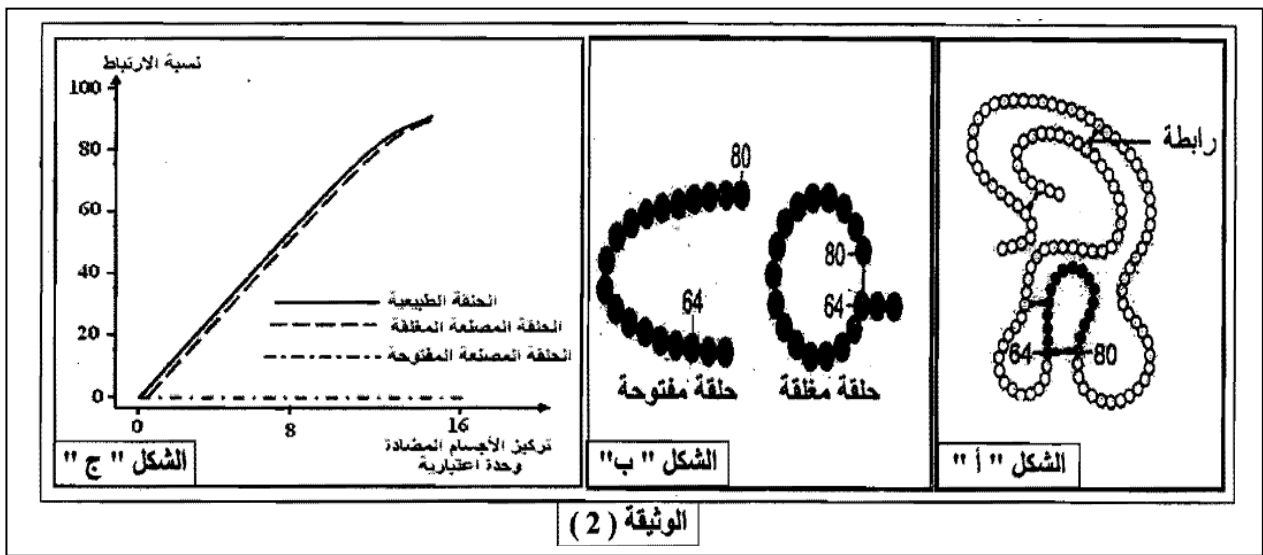 رابطة
64
80
الشكل " أ "
80
64
حلقة مفتوحة
80
64
حلقة مغلقة
الشكل " ب"
نسبة الارتباط
100
80
60
40
20
0
الحلقة الطبيعية
الحلقة المصنعة المغلقة
الحلقة المصنعة المفتوحة
0
8
16
تركيز الأجسام المضادة
وحدة اعتبارية
الشكل " ج "
الوثيقة ( 2 )